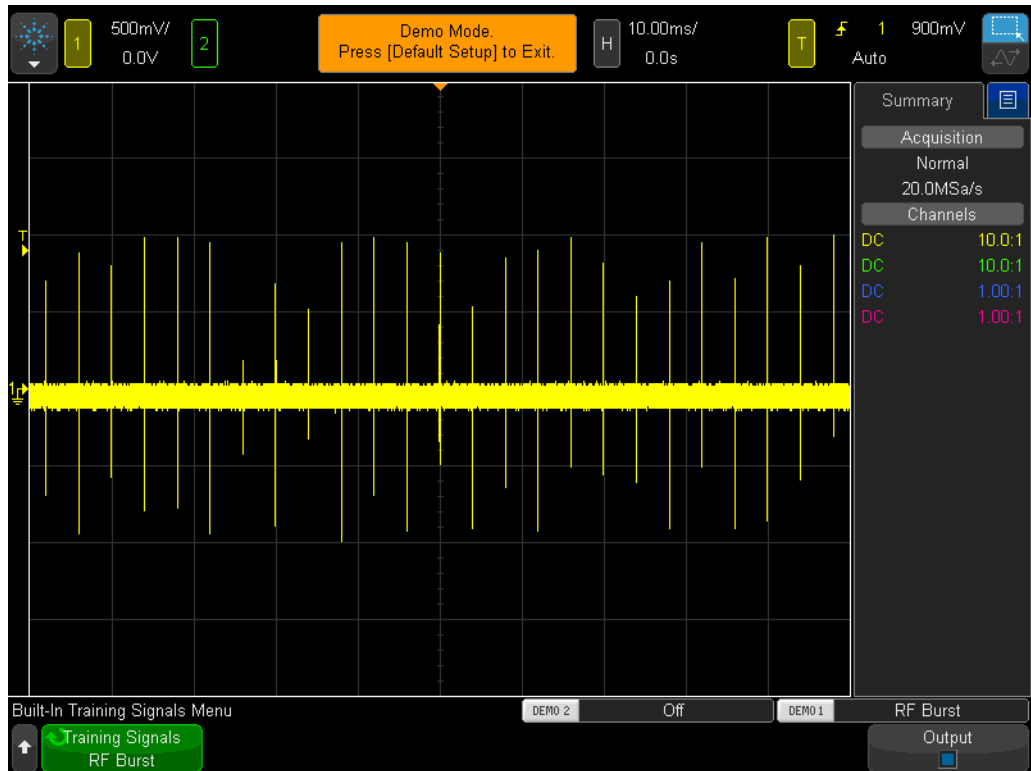 1 500mV/ 2 Demo Mode. H 10.00ms/ T 1 900mV
0.0V Press [Default Setup] to Exit. 0.0s Auto
Summary
Acquisition
Normal
20.0MSa/s
Channels
DC 10.0:1
DC 10.0:1
DC 1.00:1
DC 1.00:1
T
1
Built-In Training Signals Menu DEMO 2 Off DEMO 1 RF Burst
Training Signals Output
RF Burst